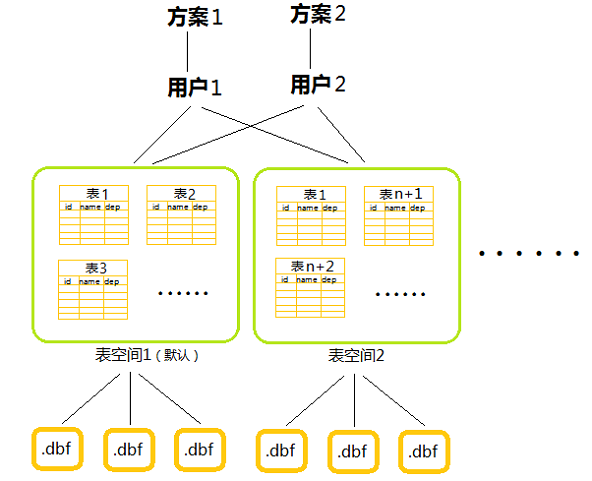 方案1 方案2
用户1 用户2
表1 表2 表1 表n+1
id name dep id name dep id name dep id name dep
表3 表n+2
id name dep id name dep
...... ...... ......
表空间1（默认） 表空间2
.dbf .dbf .dbf .dbf .dbf .dbf